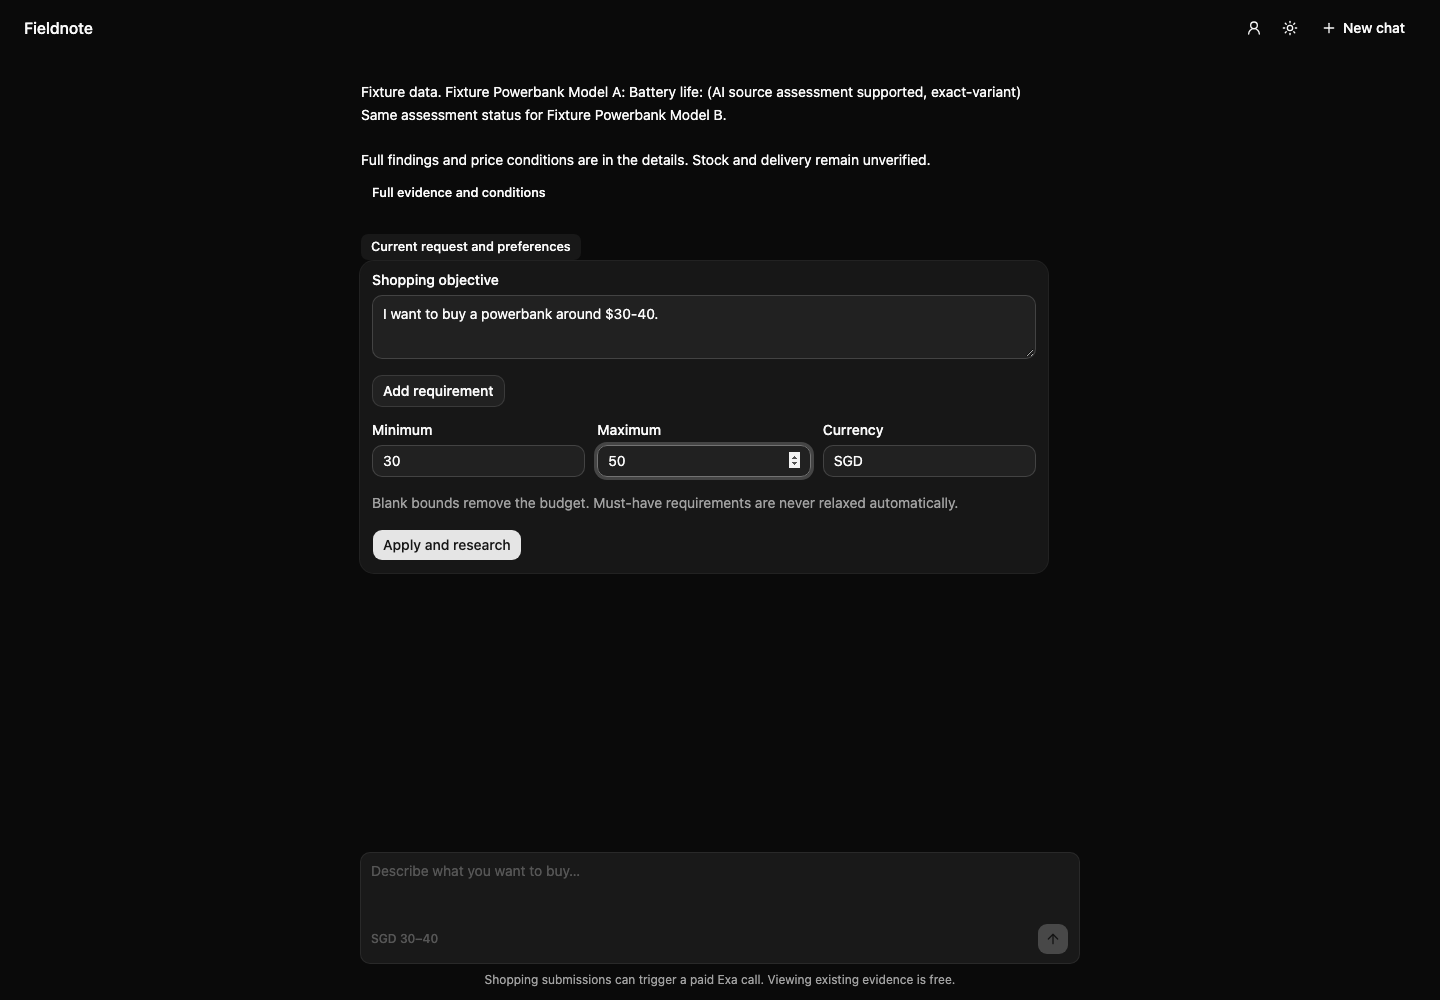 Fieldnote
New chat
Fixture data. Fixture Powerbank Model A: Battery life: (AI source assessment supported, exact-variant)
Same assessment status for Fixture Powerbank Model B.
Full findings and price conditions are in the details. Stock and delivery remain unverified.
Full evidence and conditions
Current request and preferences
Shopping objective
I want to buy a powerbank around $30-40.
Add requirement
Minimum Maximum Currency
30 50 SGD
Blank bounds remove the budget. Must-have requirements are never relaxed automatically.
Apply and research
Describe what you want to buy...
SGD 30–40
Shopping submissions can trigger a paid Exa call. Viewing existing evidence is free.